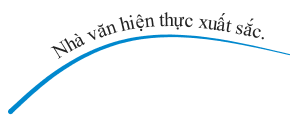 Nhà văn hiện thực xuất sắc.